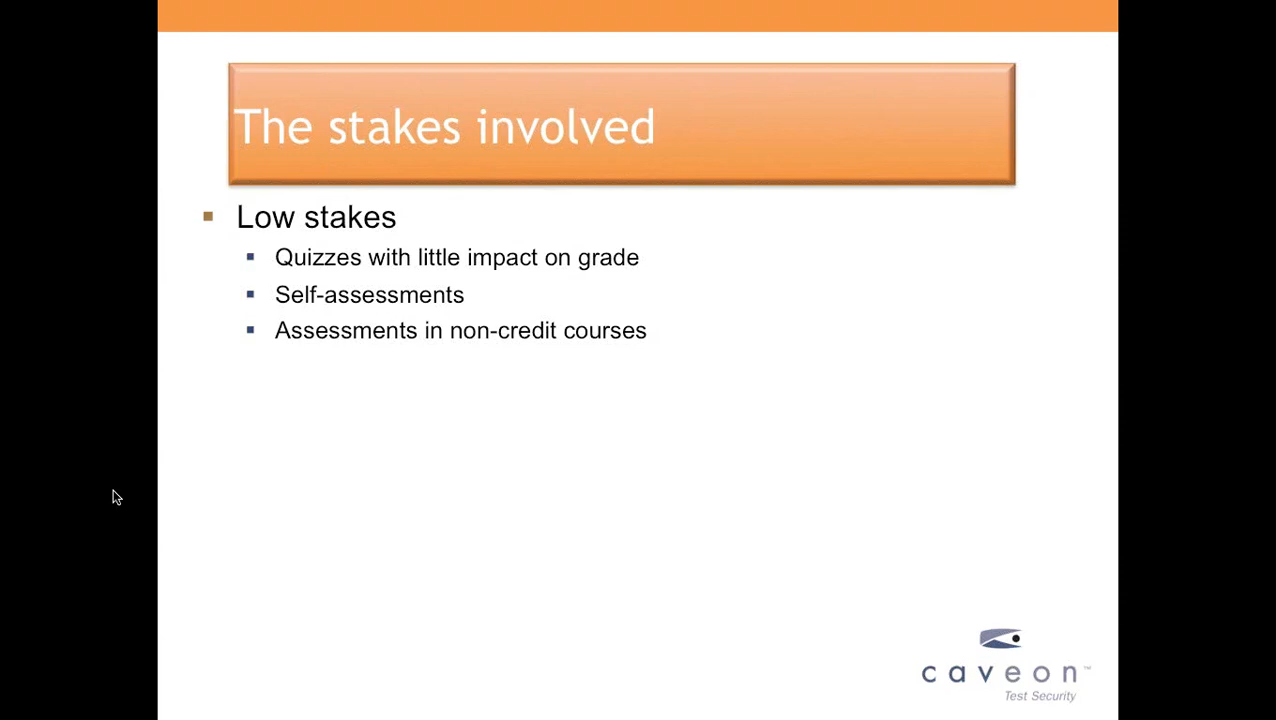 The stakes involved
Low stakes
Quizzes with little impact on grade
Self-assessments
Assessments in non-credit courses
caveon™
Test Security